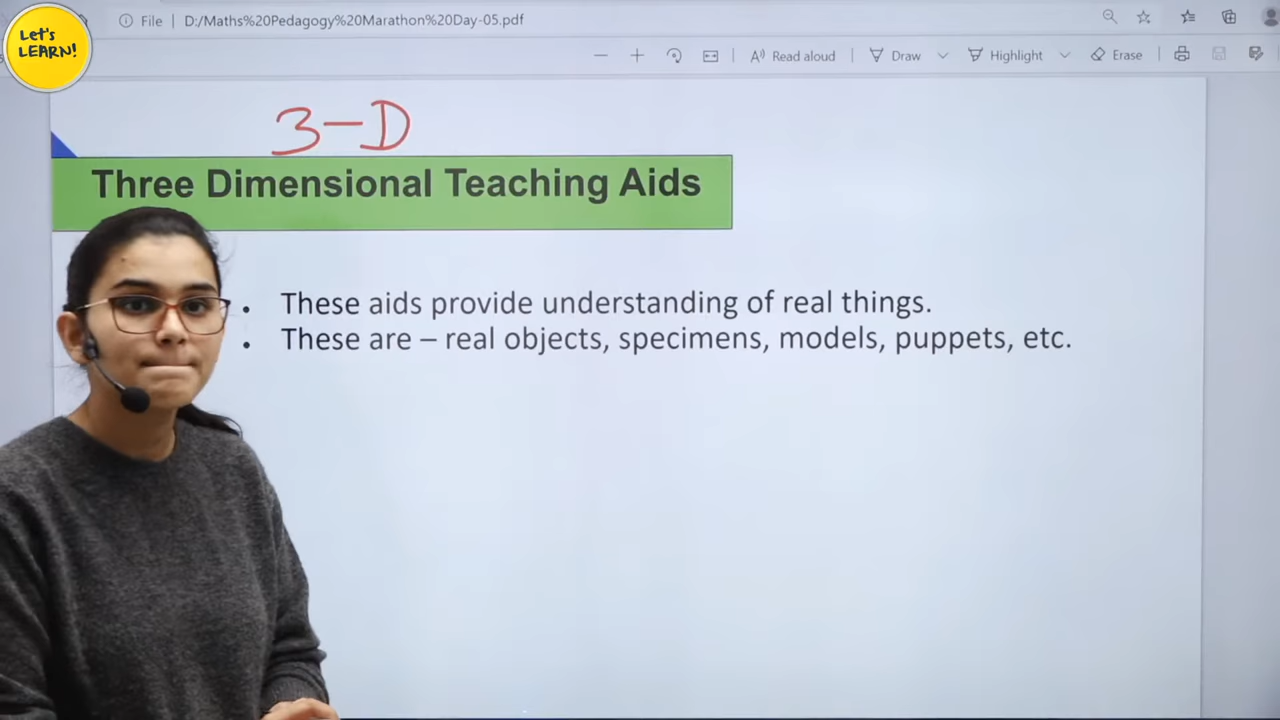 Let's
LEARN!
File
D:/Maths%20Pedagogy%20Marathon%20Day-05.pdf
Read aloud
Draw
Highlight
Erase
3-D
Three Dimensional Teaching Aids
• These aids provide understanding of real things.
• These are – real objects, specimens, models, puppets, etc.